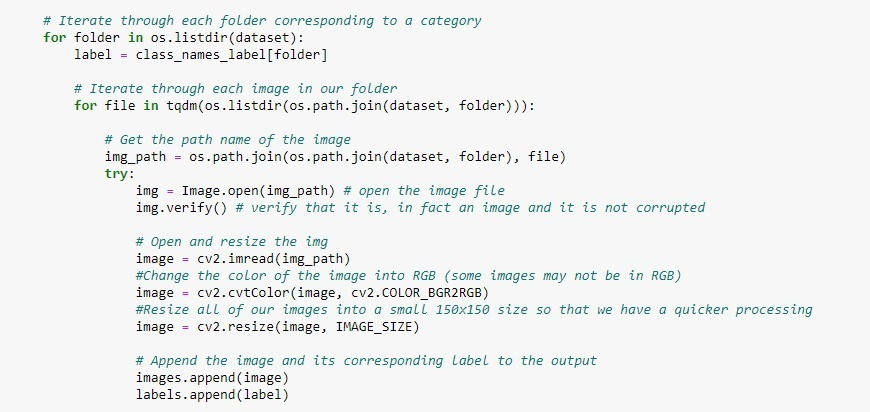 # Iterate through each folder corresponding to a category
for folder in os.listdir(dataset):
label = class_names_label[folder]
# Iterate through each image in our folder
for file in tqdm(os.listdir(os.path.join(dataset, folder))):
# Get the path name of the image
img_path = os.path.join(os.path.join(dataset, folder), file)
try:
img = Image.open(img_path) # open the image file
img.verify() # verify that it is, in fact an image and it is not corrupted
# Open and resize the img
image = cv2.imread(img_path)
#Change the color of the image into RGB (some images may not be in RGB)
image = cv2.cvtColor(image, cv2.COLOR_BGR2RGB)
#Resize all of our images into a small 150x150 size so that we have a quicker processing
image = cv2.resize(image, IMAGE_SIZE)
# Append the image and its corresponding label to the output
images.append(image)
labels.append(label)